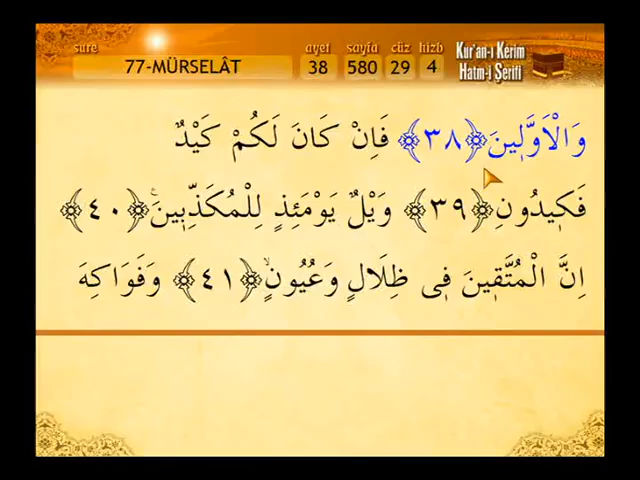 sure ayet sayfa cüz hizb
77-MÜRSELÂT 38 580 29 4
Kur'an-ı Kerim
Hatm-i Şerifi
وَالْاَوَّلٖينَ ﴿٣٨﴾ فَاِنْ كَانَ لَكُمْ كَيْدٌ
فَكٖيدُونِ ﴿٣٩﴾ وَيْلٌ يَوْمَئِذٍ لِلْمُكَذِّبٖينَۚ ﴿٤٠﴾
اِنَّ الْمُتَّقٖينَ فٖى ظِلَالٍ وَعُيُونٍۙ ﴿٤١﴾ وَفَوَاكِهَ